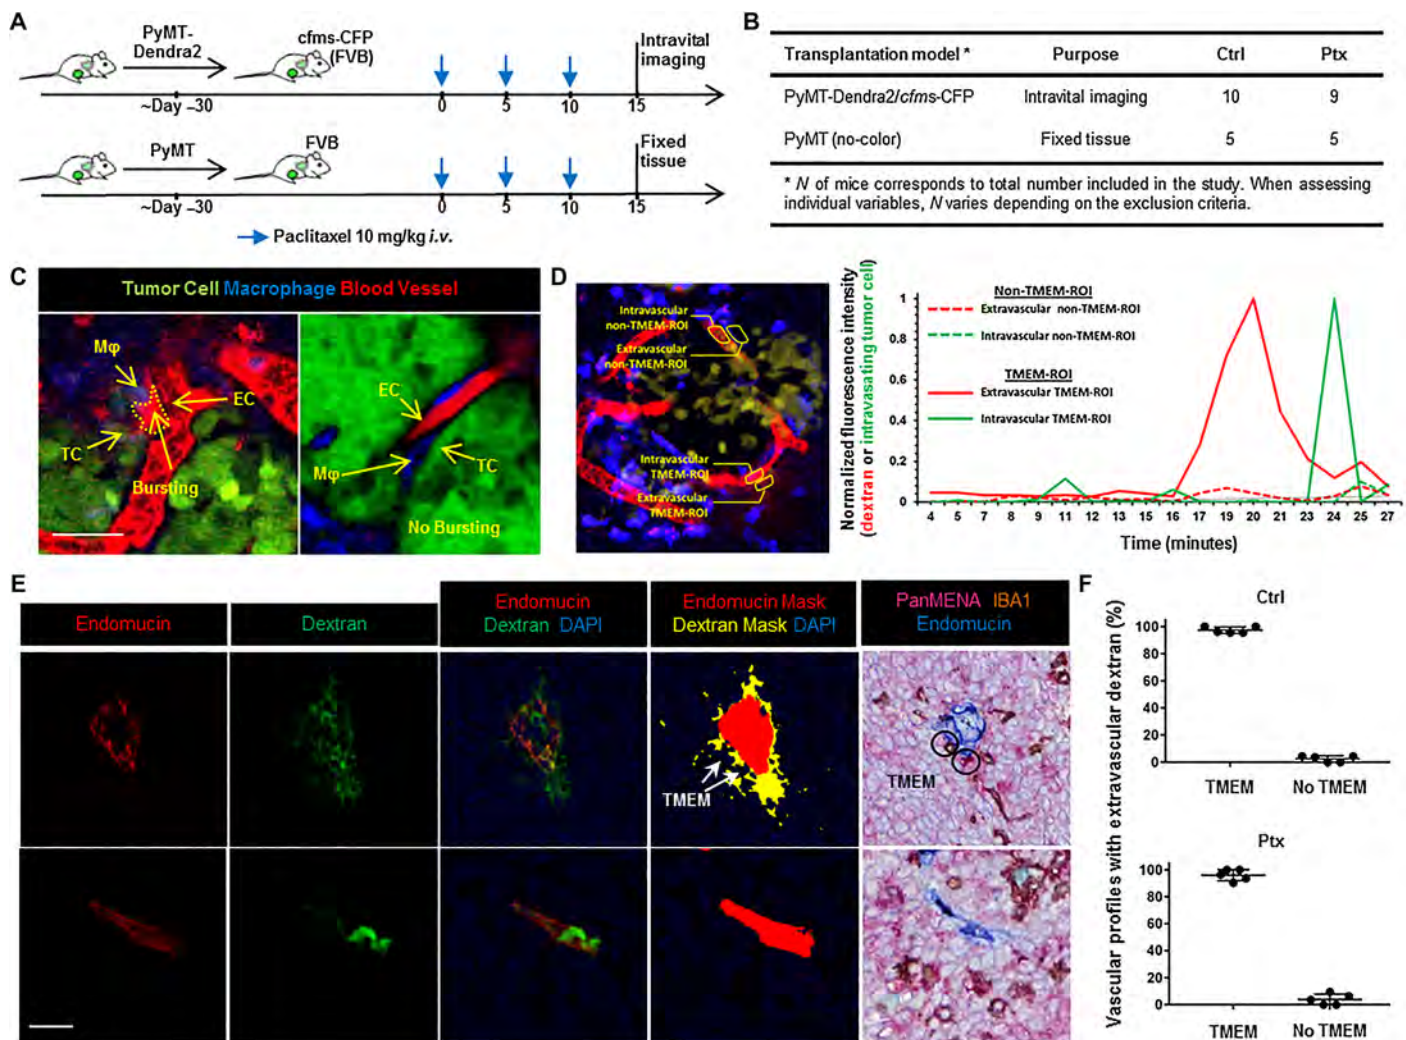 A
PyMT-
Dendra2
cfms-CFP
(FVB)
Intravital
imaging
~Day –30
0
5
10
15
PyMT
FVB
Fixed
tissue
~Day –30
0
5
10
15
Paclitaxel 10 mg/kg i.v.
B
Transplantation model * Purpose Ctrl Ptx
PyMT-Dendra2/cfms-CFP Intravital imaging 10 9
PyMT (no-color) Fixed tissue 5 5
* N of mice corresponds to total number included in the study. When assessing
individual variables, N varies depending on the exclusion criteria.
C
Tumor Cell Macrophage Blood Vessel
Mφ
EC
TC
Bursting
EC
Mφ
TC
No Bursting
D
Intravascular
non-TMEM-ROI
Extravascular
non-TMEM-ROI
Intravascular
TMEM-ROI
Extravascular
TMEM-ROI
Normalized fluorescence intensity
(dextran or intravasating tumor cell)
1
0.8
0.6
0.4
0.2
0
Non-TMEM-ROI
Extravascular non-TMEM-ROI
Intravascular non-TMEM-ROI
TMEM-ROI
Extravascular TMEM-ROI
Intravascular TMEM-ROI
4 5 7 8 9 11 12 13 15 16 17 19 20 21 23 24 25 27
Time (minutes)
E
Endomucin
Dextran
Endomucin
Dextran DAPI
Endomucin Mask
Dextran Mask DAPI
PanMENA IBA1
Endomucin
TMEM
TMEM
F
Vascular profiles with extravascular dextran (%)
Ctrl
100
80
60
40
20
0
TMEM No TMEM
Ptx
100
80
60
40
20
0
TMEM No TMEM